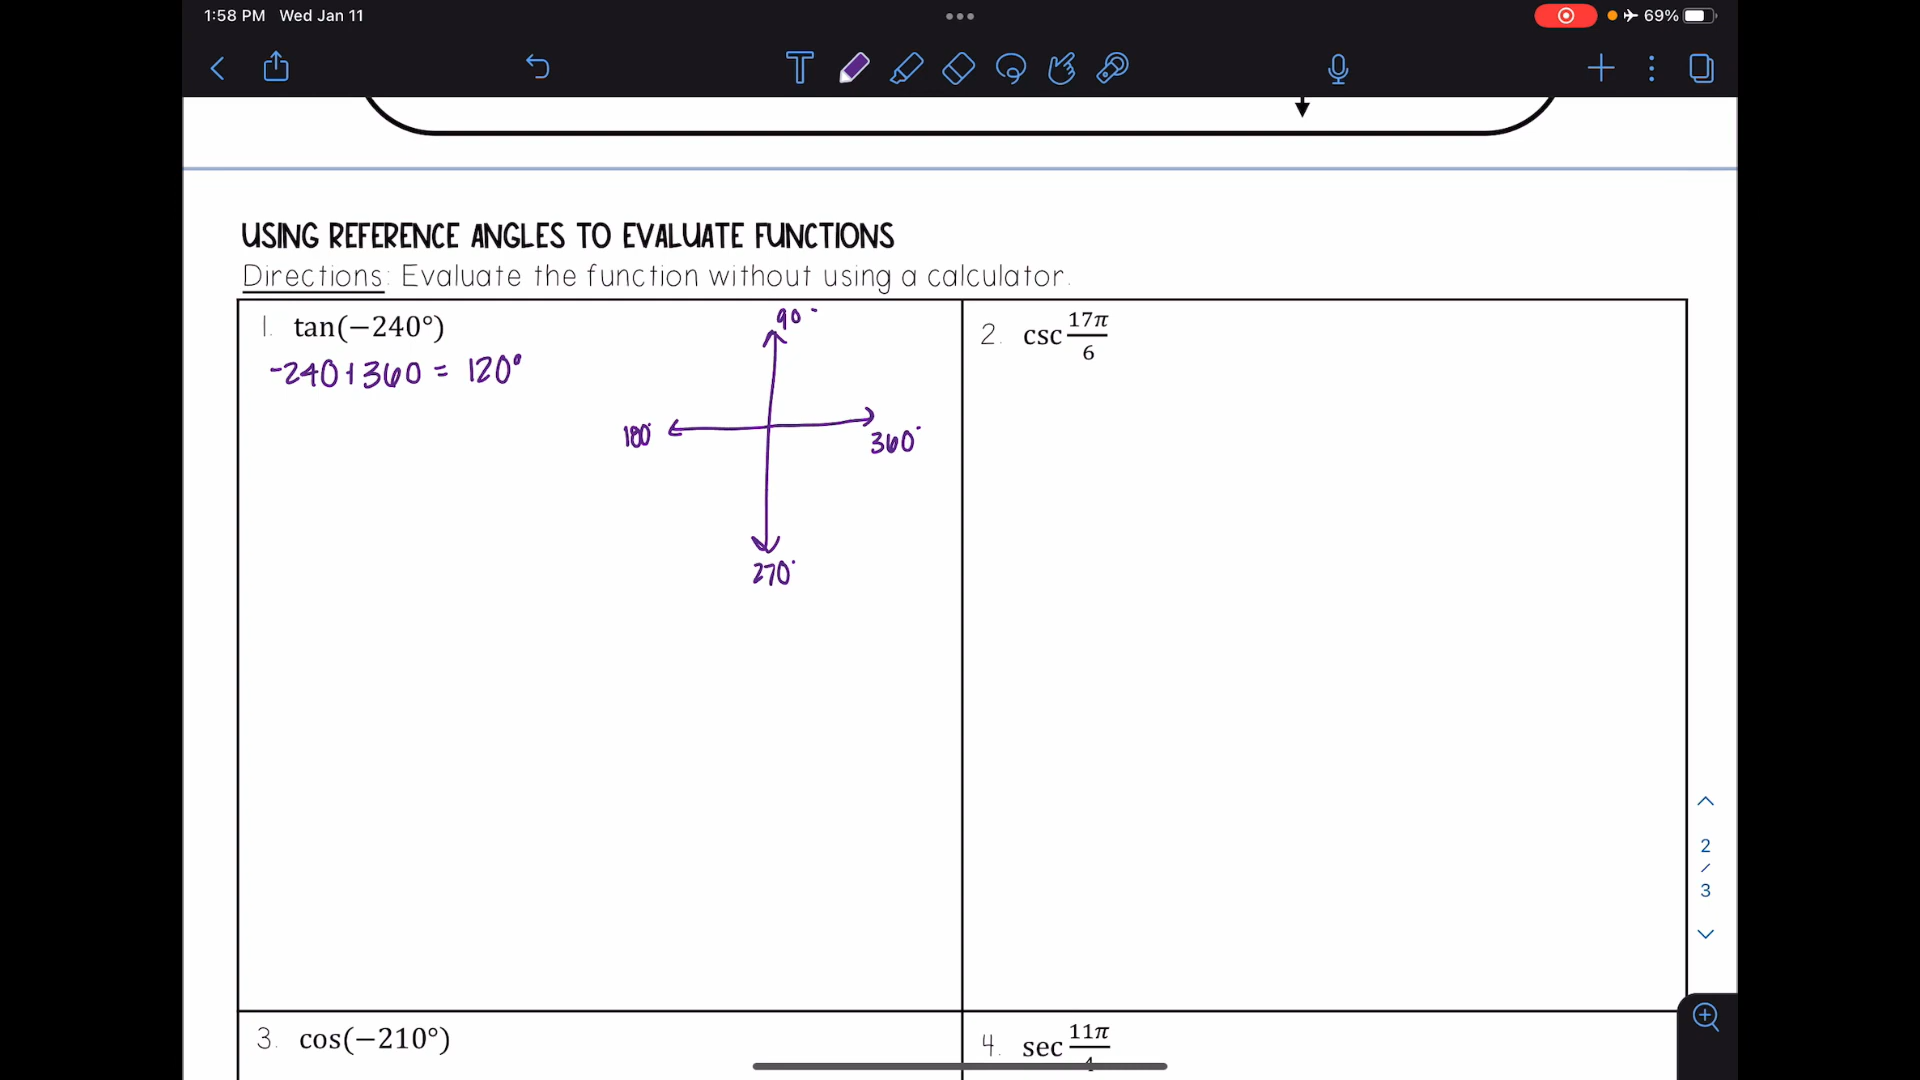 1:58 PM Wed Jan 11
69%
USING REFERENCE ANGLES TO EVALUATE FUNCTIONS
Directions: Evaluate the function without using a calculator.
1. tan(−240°)
-240+360 = 120°
90°
180°
360°
270°
2. csc 17π/6
2
/
3
3. cos(−210°)
4. sec 11π/